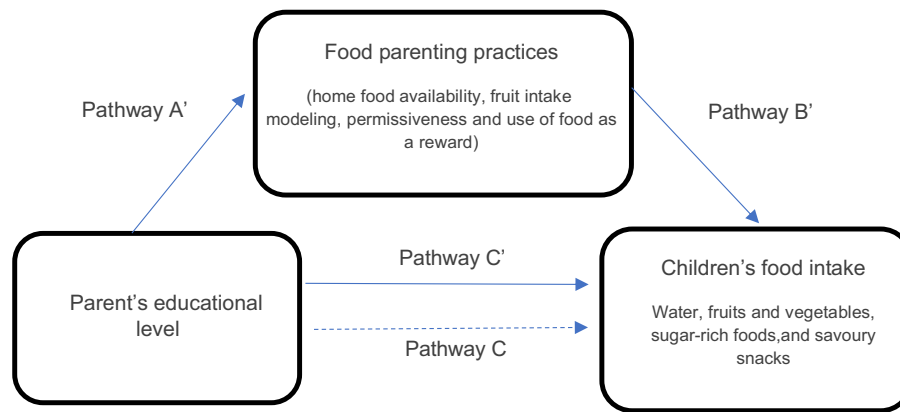 Food parenting practices
(home food availability, fruit intake
modeling, permissiveness and use of food as
a reward)
Pathway A’
Pathway B’
Parent’s educational
level
Pathway C’
Pathway C
Children’s food intake
Water, fruits and vegetables,
sugar-rich foods,and savoury
snacks